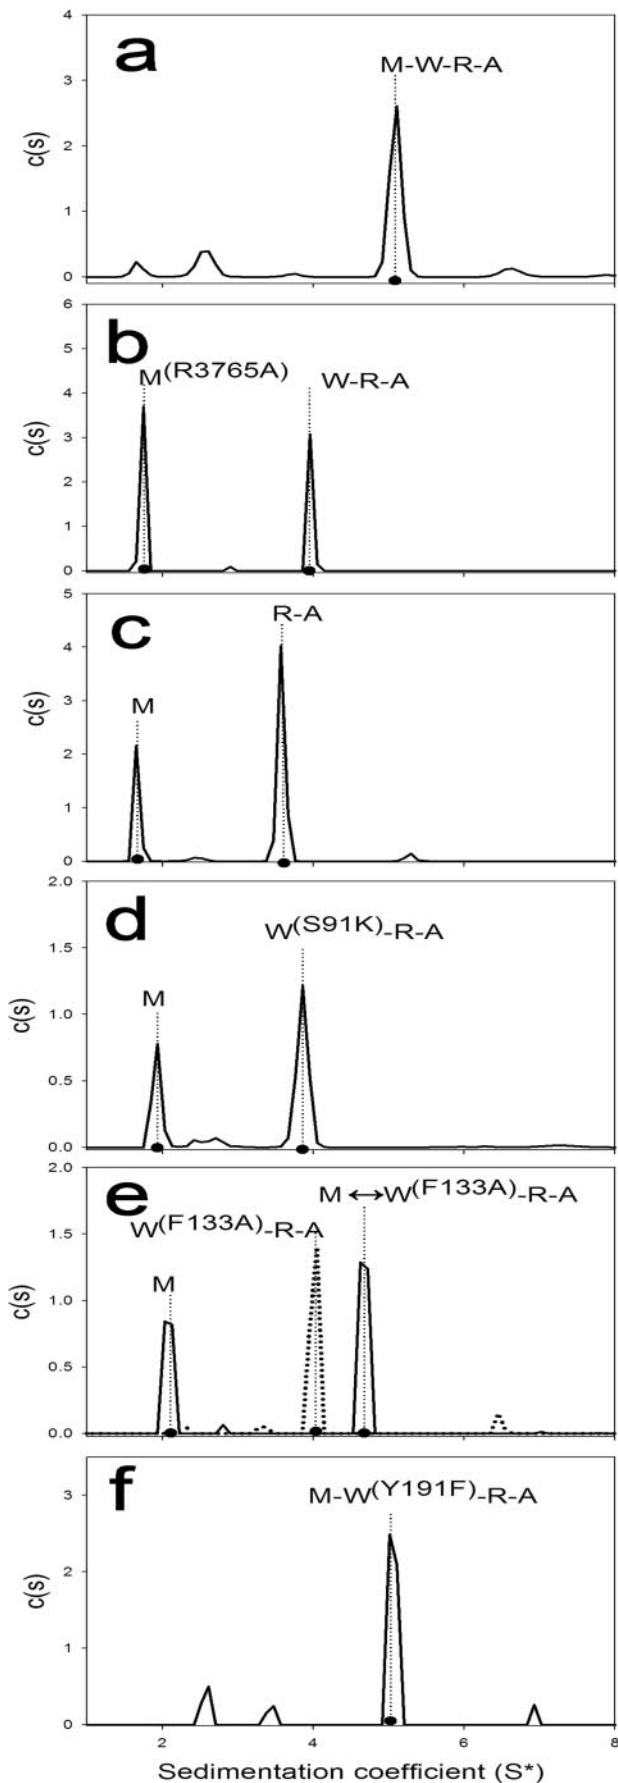 4
a
M-W-R-A
3
c(s)
2
1
0
6
b
5
M(R3765A)
W-R-A
4
c(s)
3
2
1
0
5
R-A
c
4
M
3
c(s)
2
1
0
2.0
d
W(S91K)-R-A
1.5
M
c(s)
1.0
0.5
0.0
2.0
e
M ↔W(F133A)-R-A
W(F133A)-R-A
1.5
M
c(s)
1.0
0.5
0.0
f
M-W(Y191F)-R-A
3
c(s)
2
1
0
2 4 6 8
Sedimentation coefficient (S*)